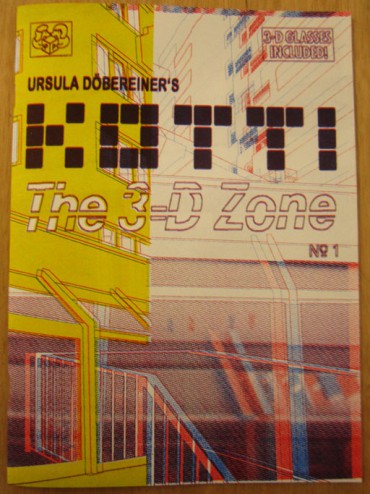 3-D GLASSES
INCLUDED!
URSULA DÖBEREINER'S
KOTTI
The 3-D Zone
Nº 1